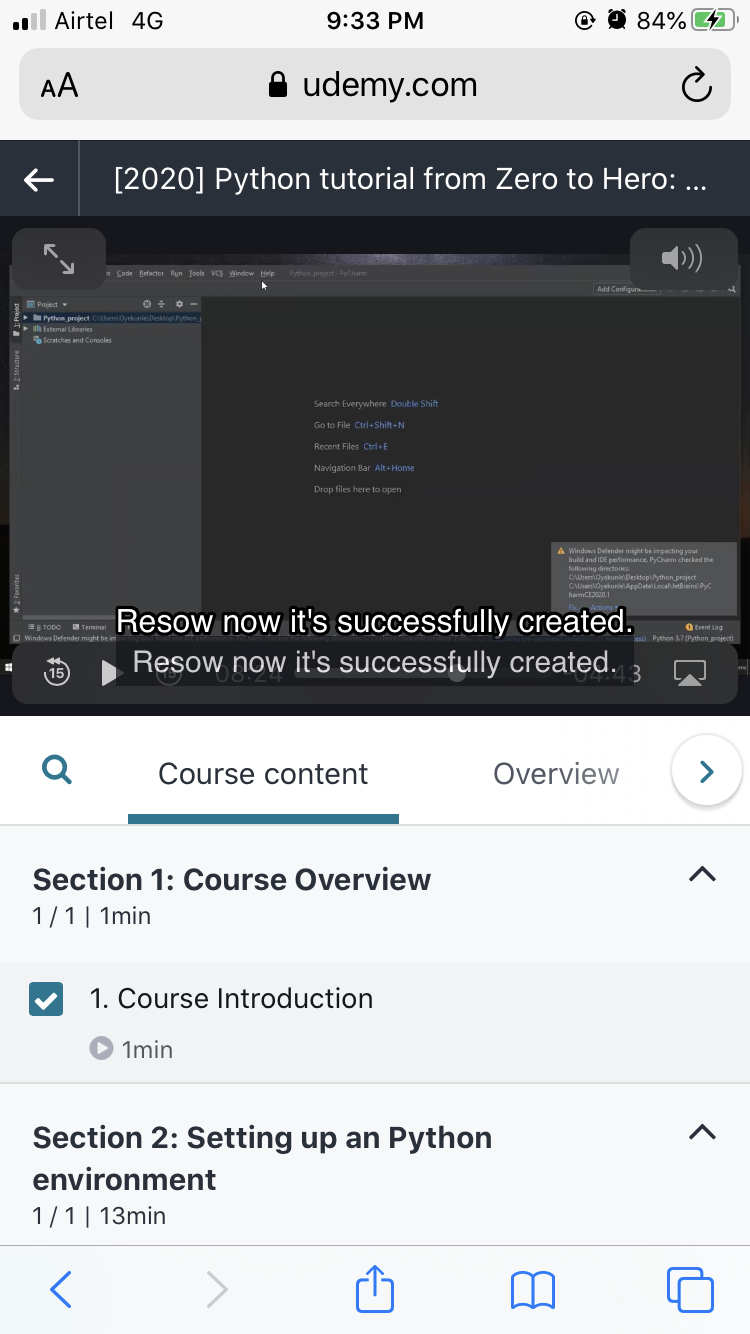 Airtel 4G 9:33 PM 84%
AA udemy.com
[2020] Python tutorial from Zero to Hero: ...
Code Refactor Run Tools VCS Window Help Python_project - PyCharm
Add Configuration
1: Project
Project
Python_project C:\Users\Oyekunle\Desktop\Python_
External Libraries
Scratches and Consoles
2: Structure
Search Everywhere Double Shift
Go to File Ctrl+Shift+N
Recent Files Ctrl+E
Navigation Bar Alt+Home
Drop files here to open
Windows Defender might be impacting your
build and IDE performance. PyCharm checked the
following directories:
C:\Users\Oyekunle\Desktop\Python_project
C:\Users\Oyekunle\AppData\Local\JetBrains\PyC
harmCE2020.1
Actions
2: Favorites
6: TODO Terminal
Event Log
Windows Defender might be im
Python 3.7 (Python_project)
Resow now it's successfully created.
Resow now it's successfully created.
15 15 08:24 -04:43
Course content Overview
Section 1: Course Overview
1 / 1 | 1min
1. Course Introduction
1min
Section 2: Setting up an Python
environment
1 / 1 | 13min